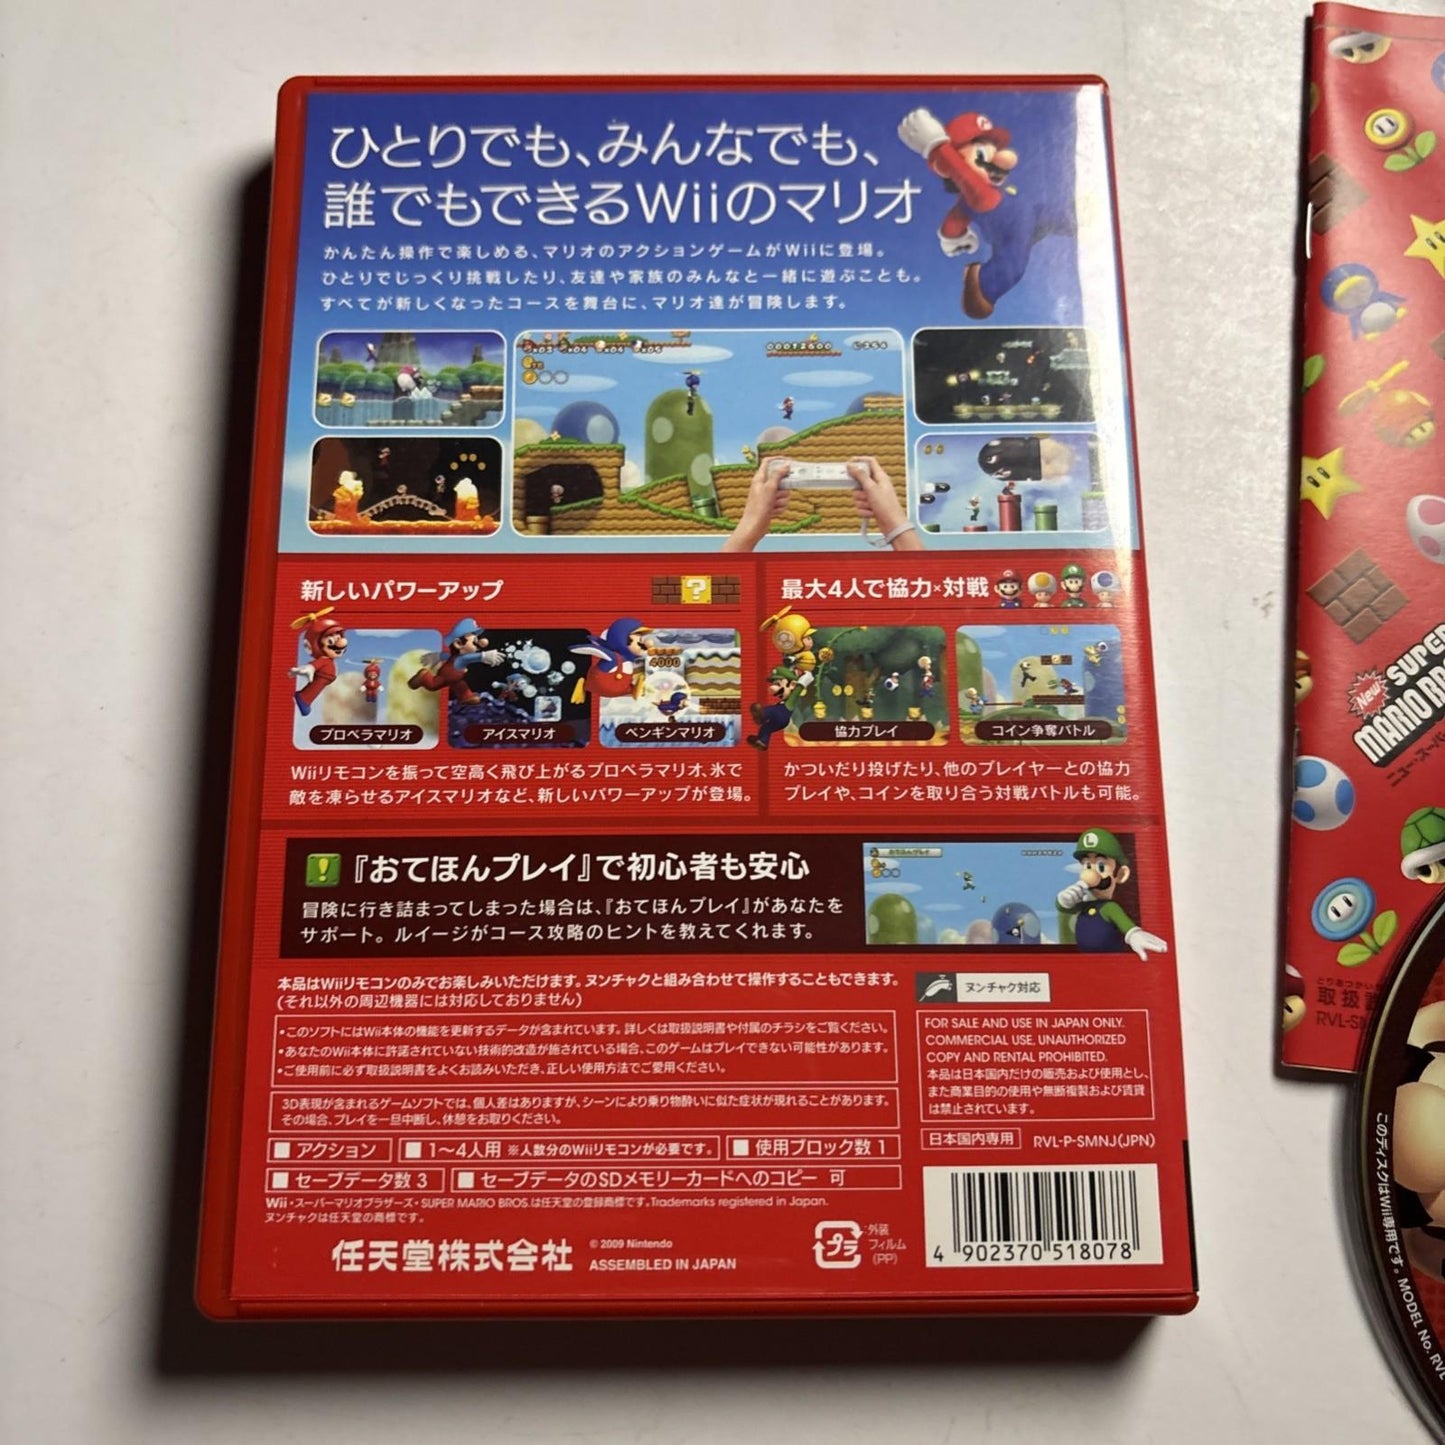 ひとりでも、みんなでも、
誰でもできるWiiのマリオ
かんたん操作で楽しめる、マリオのアクションゲームがWiiに登場。
ひとりでじっくり挑戦したり、友達や家族のみんなと一緒に遊ぶことも。
すべてが新しくなったコースを舞台に、マリオ達が冒険します。
新しいパワーアップ
プロペラマリオ
アイスマリオ
4000
ペンギンマリオ
Wiiリモコンを振って空高く飛び上がるプロペラマリオ、氷で
敵を凍らせるアイスマリオなど、新しいパワーアップが登場。
最大4人で協力×対戦
協力プレイ
コイン争奪バトル
かついだり投げたり、他のプレイヤーとの協力
プレイや、コインを取り合う対戦バトルも可能。
『おてほんプレイ』で初心者も安心
冒険に行き詰まってしまった場合は、『おてほんプレイ』があなたを
サポート。ルイージがコース攻略のヒントを教えてくれます。
おてほんプレイ
本品はWiiリモコンのみでお楽しみいただけます。ヌンチャクと組み合わせて操作することもできます。
(それ以外の周辺機器には対応しておりません)
・このソフトにはWii本体の機能を更新するデータが含まれています。詳しくは取扱説明書や付属のチラシをご覧ください。
・あなたのWii本体に許諾されていない技術的改造が施されている場合、このゲームはプレイできない可能性があります。
・ご使用前に必ず取扱説明書をよくお読みいただき、正しい使用方法でご愛用ください。
3D表現が含まれるゲームソフトでは、個人差はありますが、シーンにより乗り物酔いに似た症状が現れることがあります。
その場合、プレイを一旦中断し、休憩をお取りください。
■ アクション
■ 1〜4人用 ※人数分のWiiリモコンが必要です。
■ 使用ブロック数 1
■ セーブデータ数 3
■ セーブデータのSDメモリーカードへのコピー 可
Wii・スーパーマリオブラザーズ・SUPER MARIO BROS.は任天堂の登録商標です。Trademarks registered in Japan.
ヌンチャクは任天堂の商標です。
任天堂株式会社
© 2009 Nintendo
ASSEMBLED IN JAPAN
ヌンチャク対応
FOR SALE AND USE IN JAPAN ONLY.
COMMERCIAL USE, UNAUTHORIZED
COPY AND RENTAL PROHIBITED.
本品は日本国内だけの販売および使用とし、
また商業目的の使用や無断複製および賃貸
は禁止されています。
日本国内専用
RVL-P-SMNJ(JPN)
プラ
外装
フィルム
(PP)
4 902370 518078
New
SUPER
MARIO BR
ニュー・スーパ
とりあつかい
取扱
RVL-S
このディスクはWii専用です。MODEL No. RVL